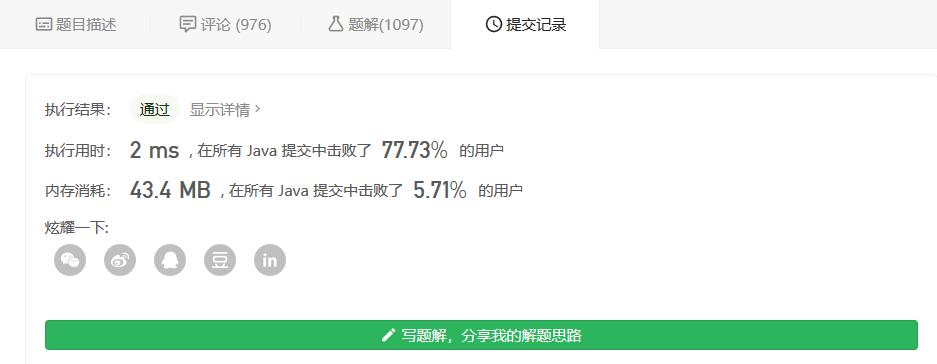 题目描述 评论 (976) 题解(1097) 提交记录
执行结果： 通过 显示详情 ›
执行用时： 2 ms , 在所有 Java 提交中击败了 77.73% 的用户
内存消耗： 43.4 MB , 在所有 Java 提交中击败了 5.71% 的用户
炫耀一下:
豆 in
写题解，分享我的解题思路